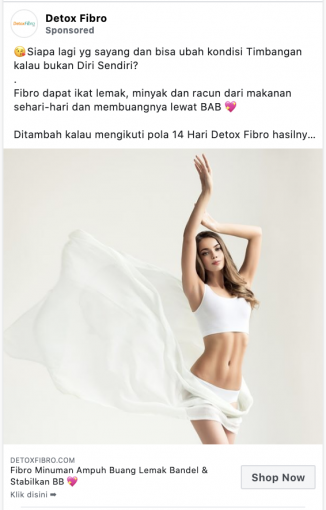 Detox Fibro
Sponsored
😘Siapa lagi yg sayang dan bisa ubah kondisi Timbangan
kalau bukan Diri Sendiri?
.
Fibro dapat ikat lemak, minyak dan racun dari makanan
sehari-hari dan membuangnya lewat BAB 💖
Ditambah kalau mengikuti pola 14 Hari Detox Fibro hasilny...
DETOXFIBRO.COM
Fibro Minuman Ampuh Buang Lemak Bandel &
Stabilkan BB 💖
Klik disini ➡
Shop Now